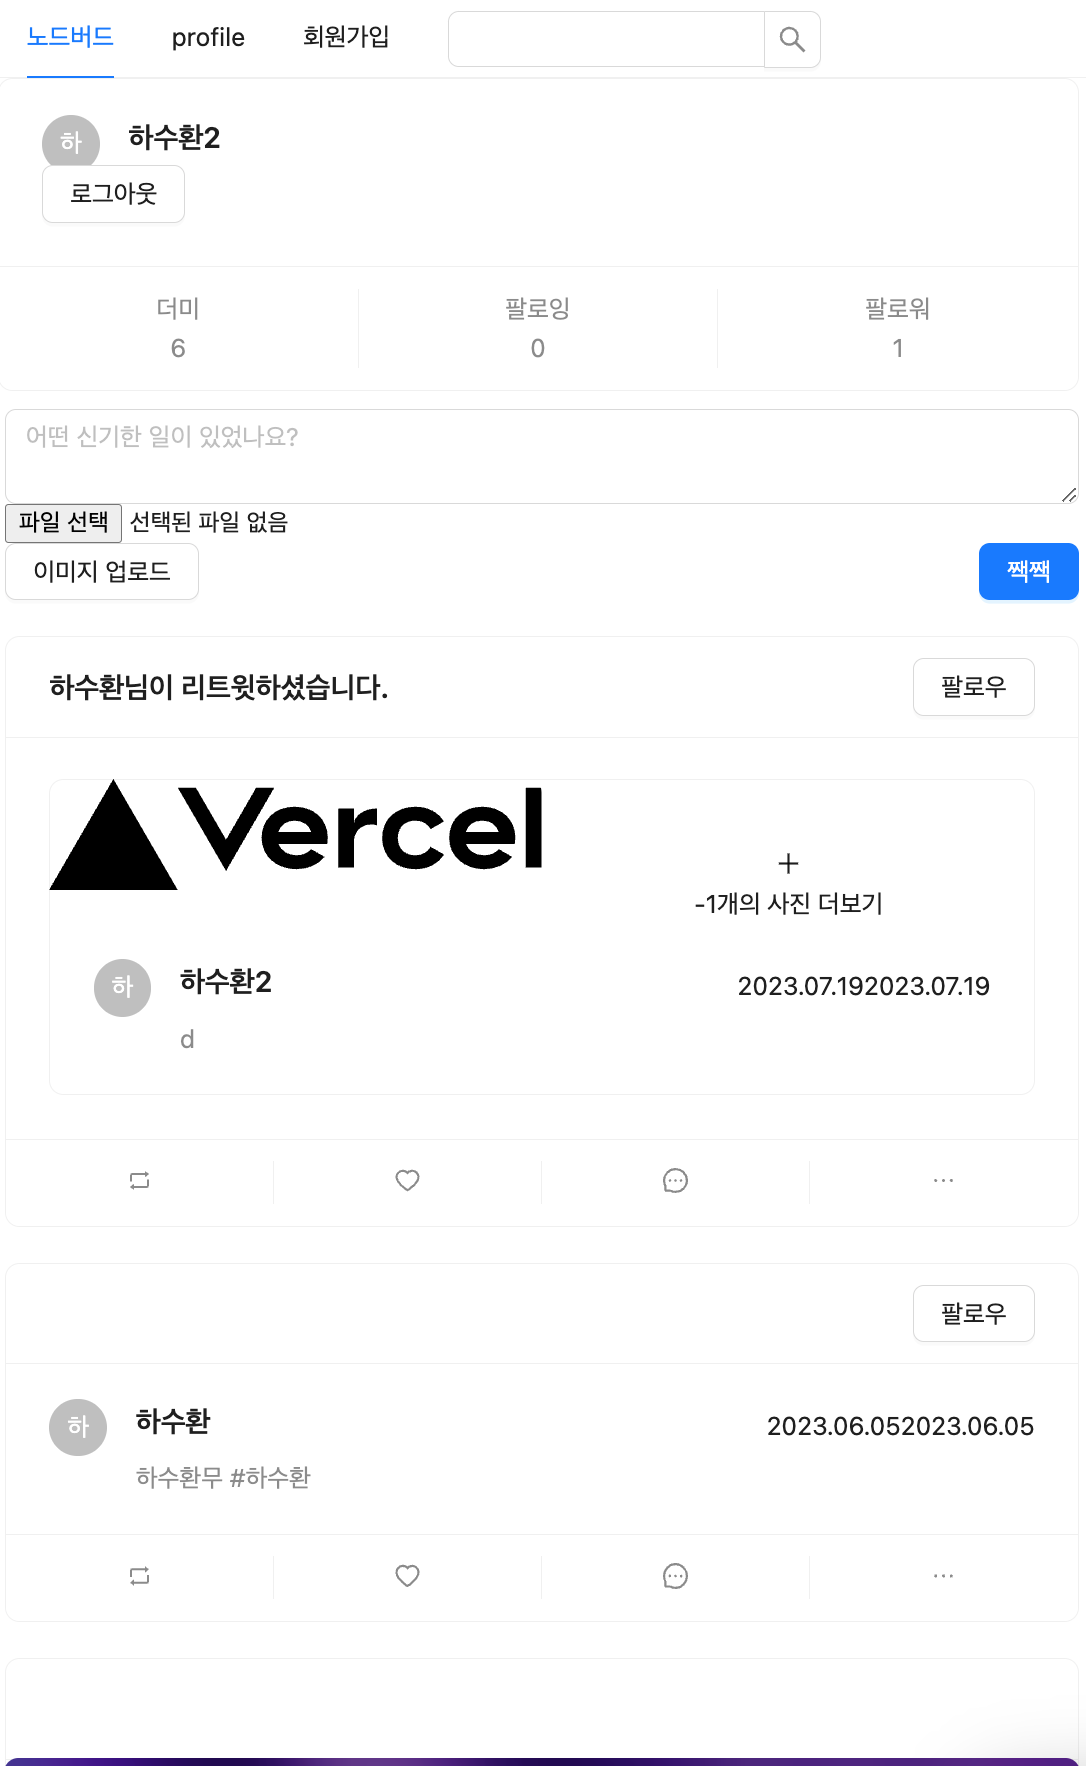 노드버드 profile 회원가입
하 하수환2
로그아웃
더미 팔로잉 팔로워
6 0 1
어떤 신기한 일이 있었나요?
파일 선택 선택된 파일 없음
이미지 업로드 짹짹
하수환님이 리트윗하셨습니다. 팔로우
Vercel
-1개의 사진 더보기
하 하수환2 2023.07.192023.07.19
d
팔로우
하 하수환 2023.06.052023.06.05
하수환무 #하수환